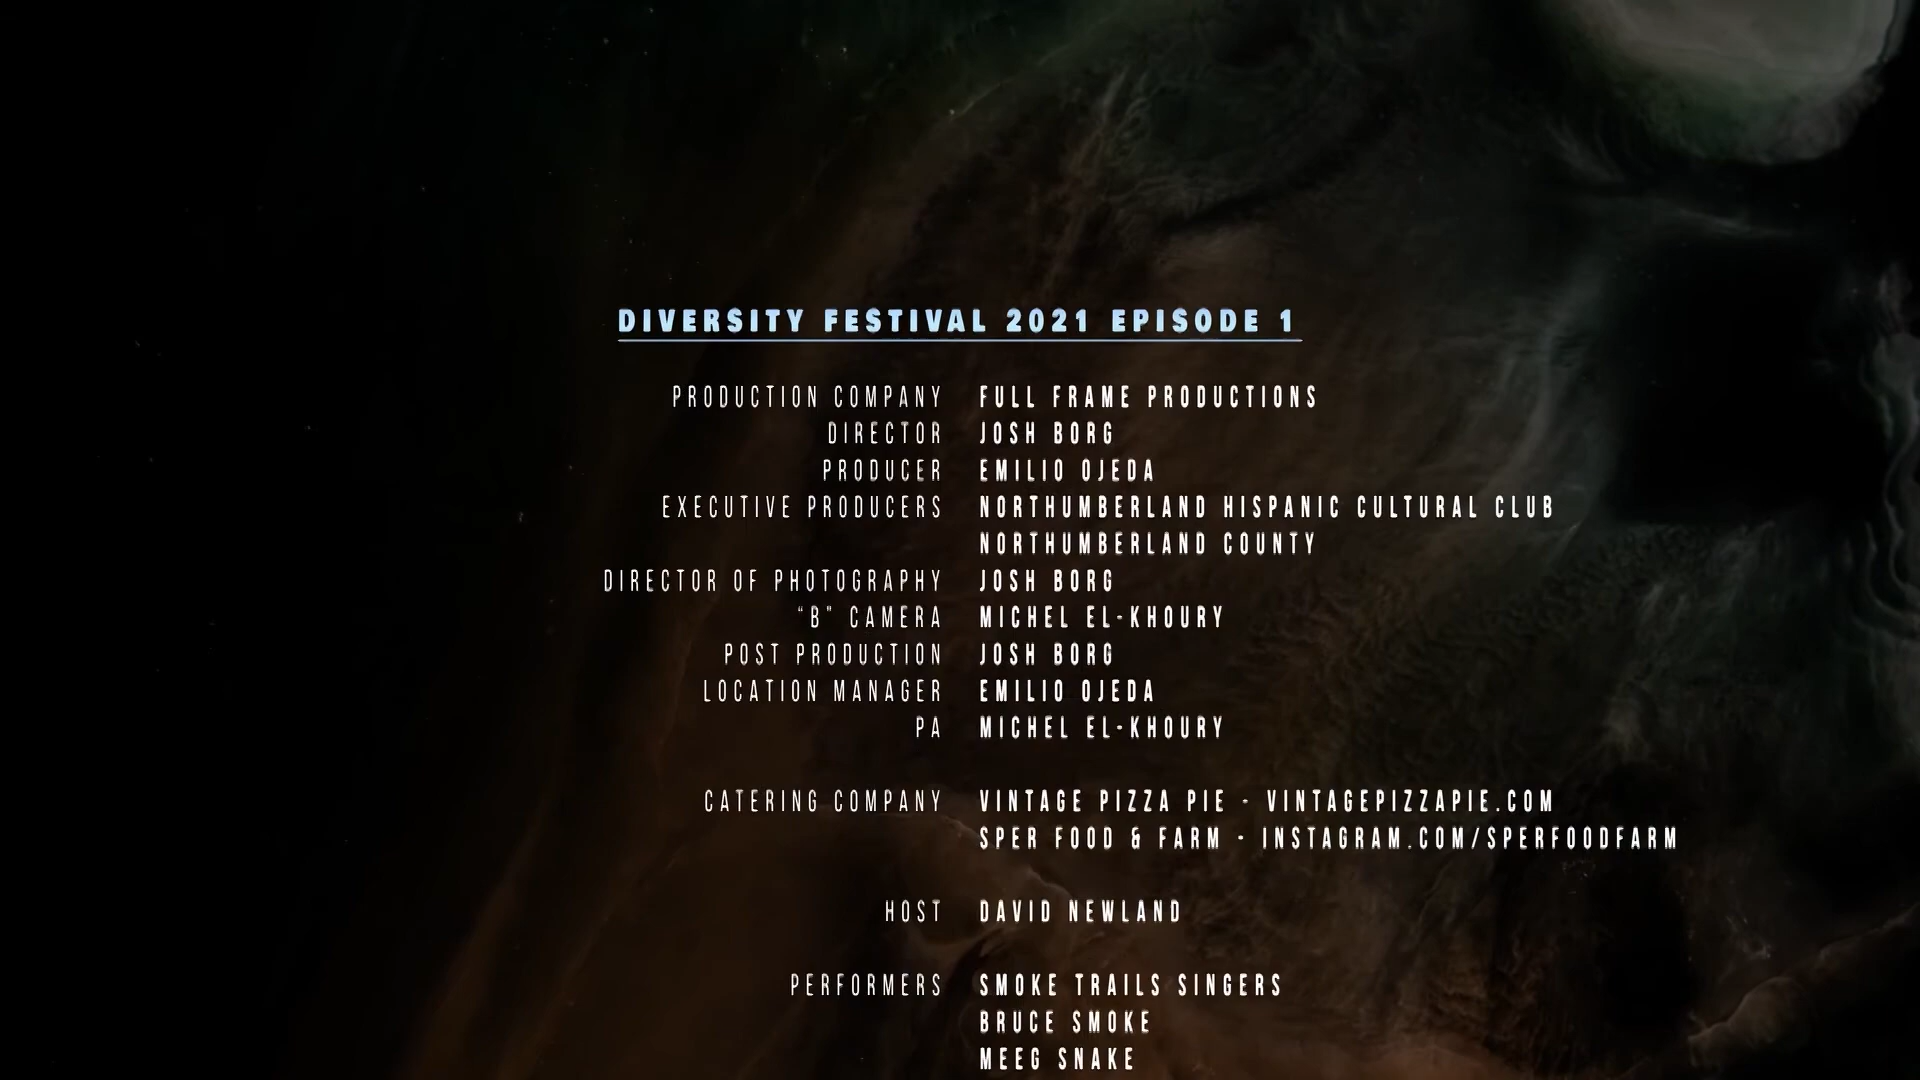 DIVERSITY FESTIVAL 2021 EPISODE 1
PRODUCTION COMPANY FULL FRAME PRODUCTIONS
DIRECTOR JOSH BORG
PRODUCER EMILIO OJEDA
EXECUTIVE PRODUCERS NORTHUMBERLAND HISPANIC CULTURAL CLUB
NORTHUMBERLAND COUNTY
DIRECTOR OF PHOTOGRAPHY JOSH BORG
“B” CAMERA MICHEL EL-KHOURY
POST PRODUCTION JOSH BORG
LOCATION MANAGER EMILIO OJEDA
PA MICHEL EL-KHOURY
CATERING COMPANY VINTAGE PIZZA PIE - VINTAGEPIZZAPIE.COM
SPER FOOD & FARM - INSTAGRAM.COM/SPERFOODFARM
HOST DAVID NEWLAND
PERFORMERS SMOKE TRAILS SINGERS
BRUCE SMOKE
MEEG SNAKE